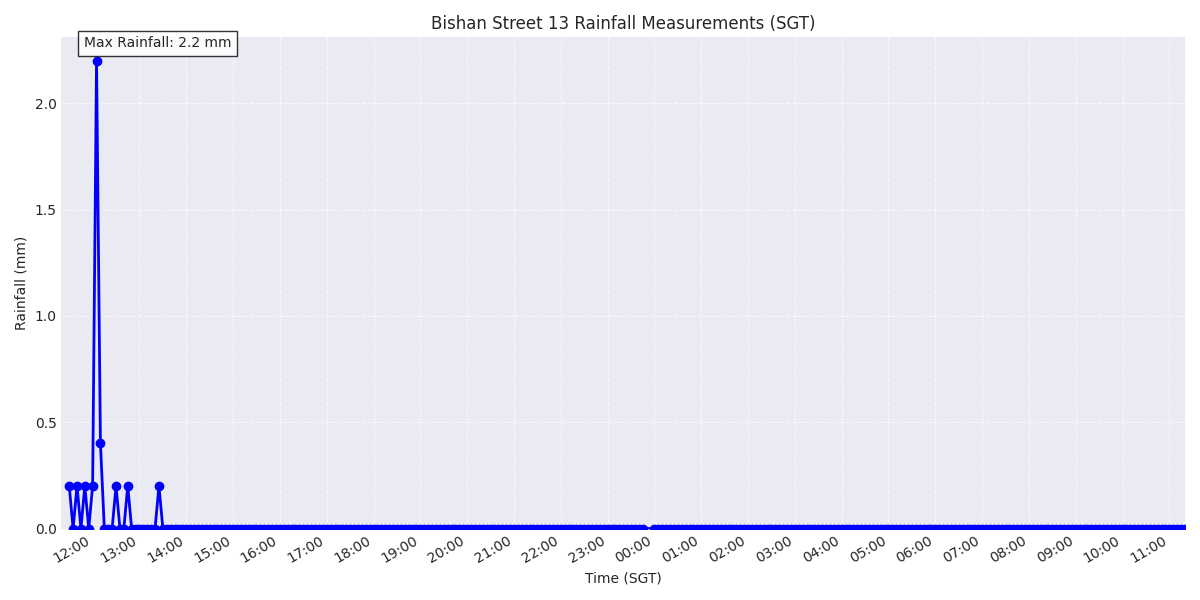 Bishan Street 13 Rainfall Measurements (SGT)
Max Rainfall: 2.2 mm
2.0
1.5
1.0
0.5
0.0
Rainfall (mm)
12:00 13:00 14:00 15:00 16:00 17:00 18:00 19:00 20:00 21:00 22:00 23:00 00:00 01:00 02:00 03:00 04:00 05:00 06:00 07:00 08:00 09:00 10:00 11:00
Time (SGT)